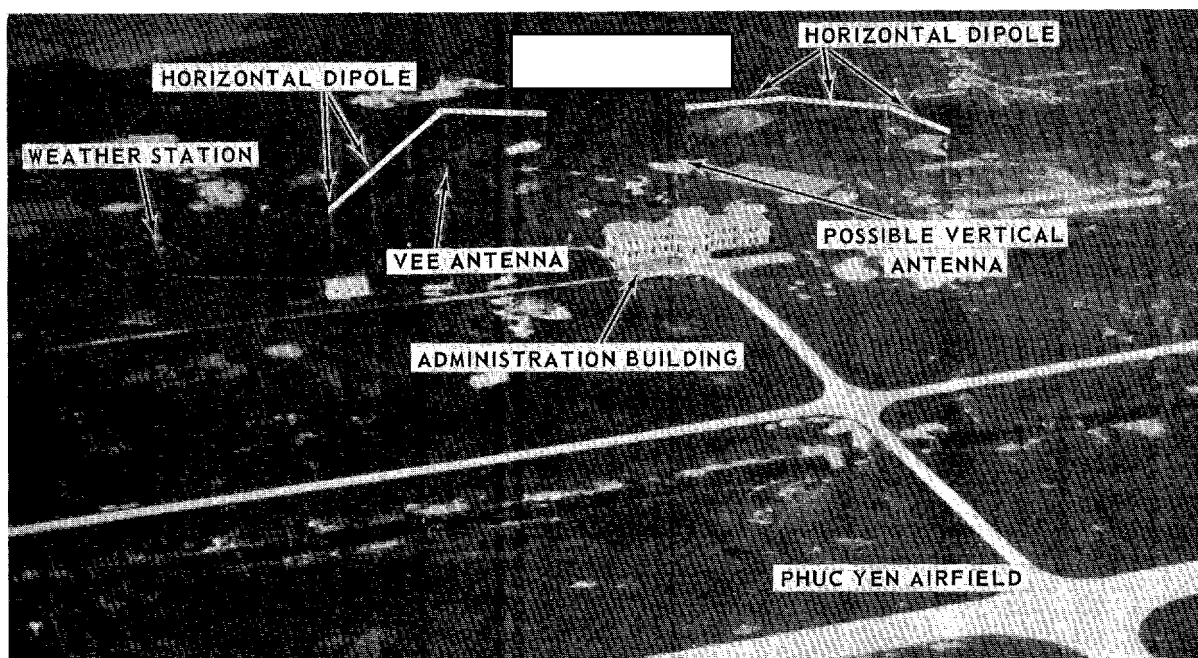 HORIZONTAL DIPOLE
HORIZONTAL DIPOLE
WEATHER STATION
VEE ANTENNA
POSSIBLE VERTICAL
ANTENNA
ADMINISTRATION BUILDING
PHUC YEN AIRFIELD